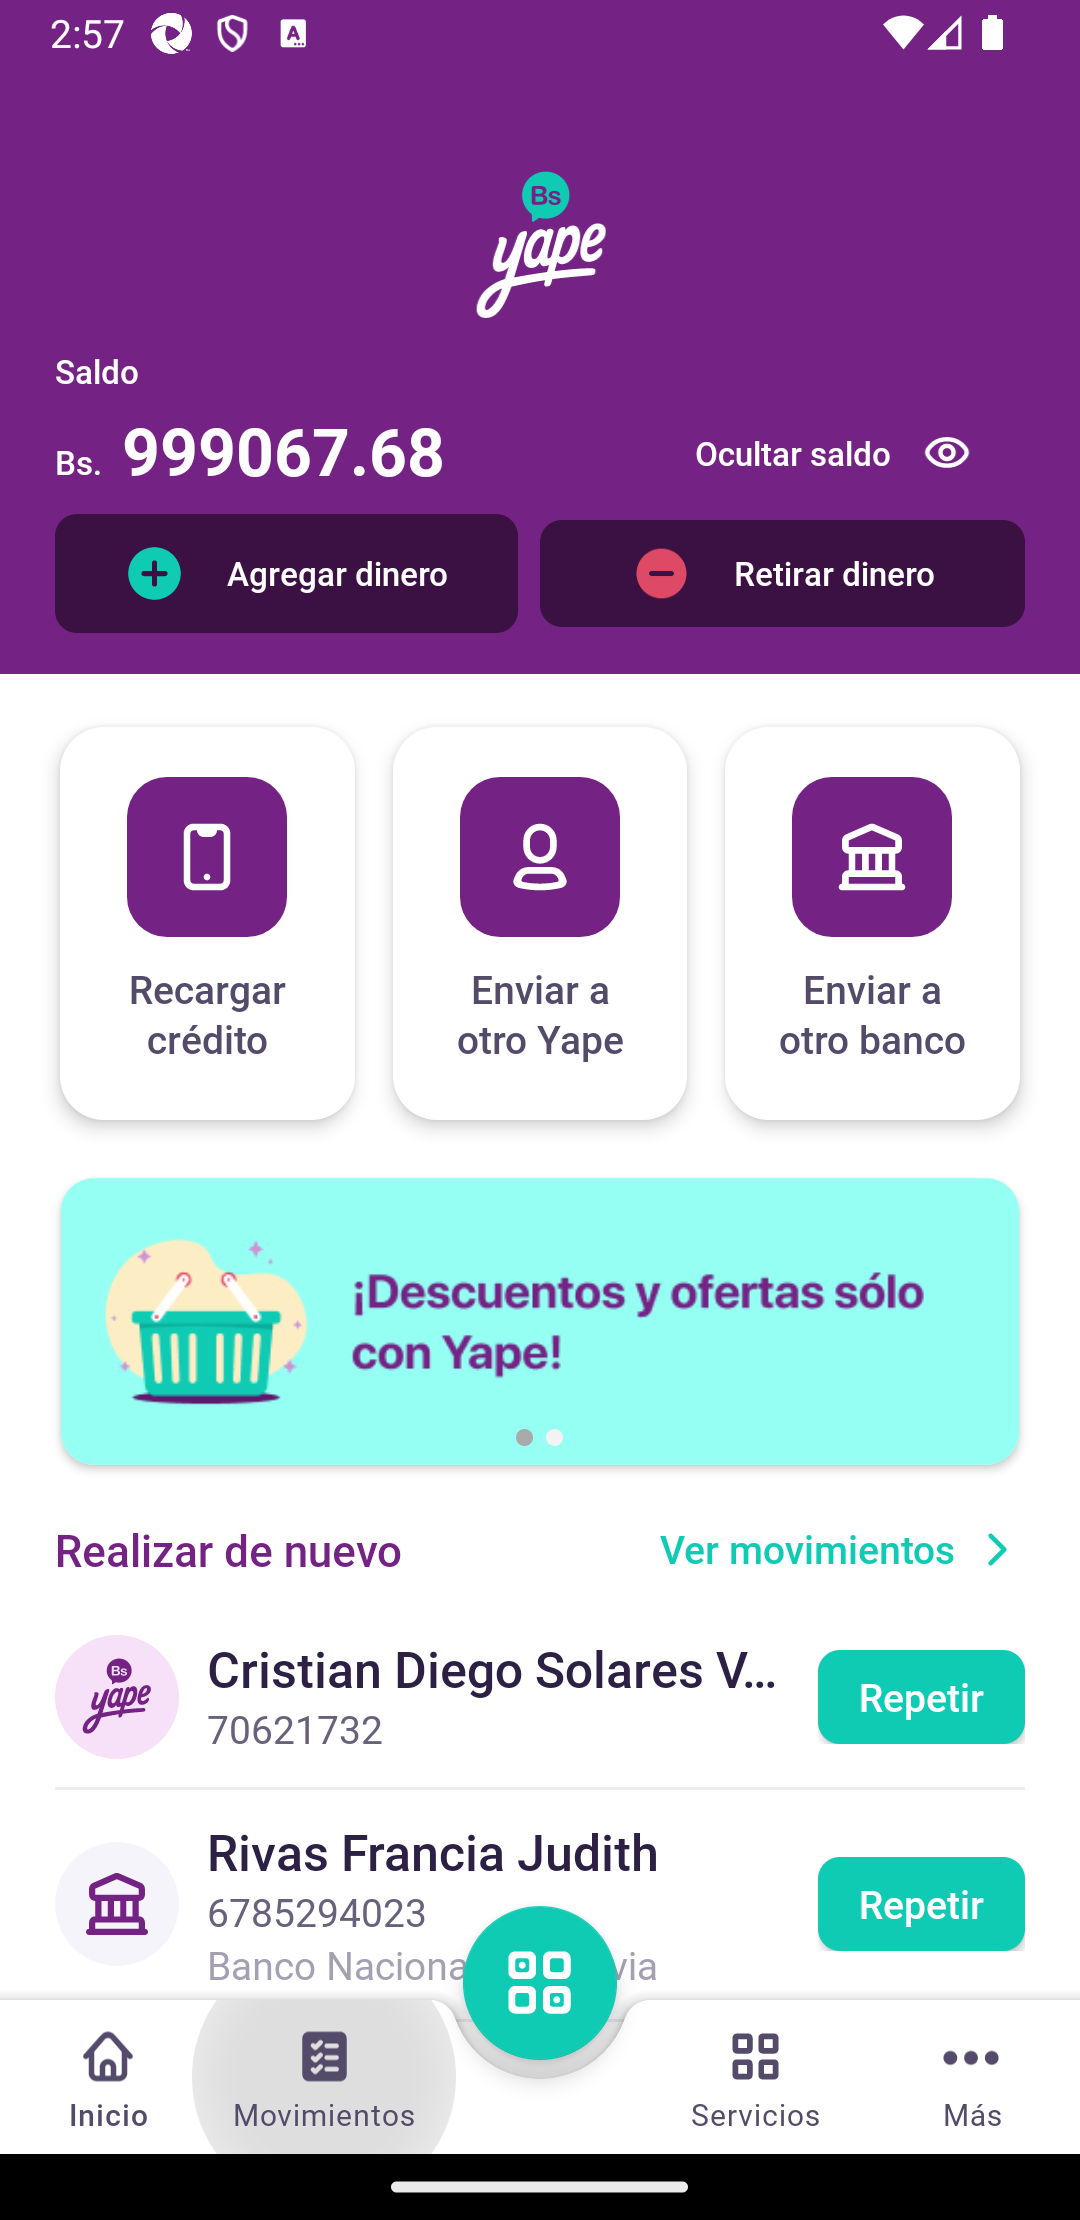 2:57
A
Bs
yape
Saldo
Bs. 999067.68
Ocultar saldo
Agregar dinero
Retirar dinero
Recargar
crédito
Enviar a
otro Yape
Enviar a
otro banco
¡Descuentos y ofertas sólo
con Yape!
Realizar de nuevo
Ver movimientos
Bs
yape
Cristian Diego Solares V...
70621732
Repetir
Rivas Francia Judith
6785294023
Banco Naciona
via
Repetir
Inicio
Movimientos
Servicios
Más